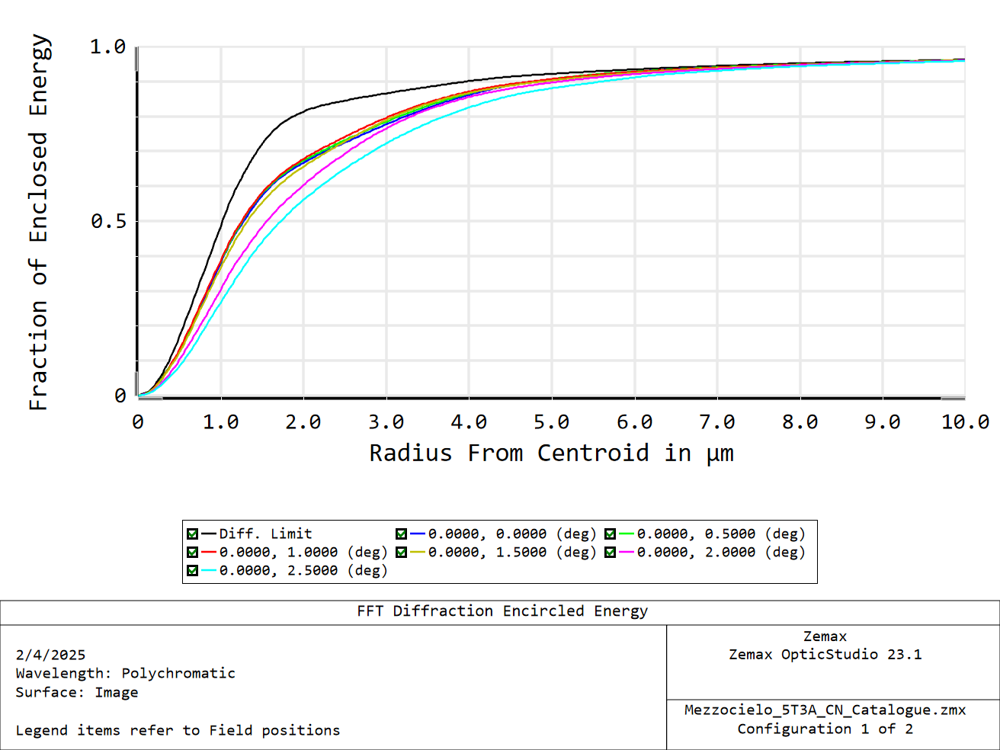 Fraction of Enclosed Energy
1.0
0.5
0
0 1.0 2.0 3.0 4.0 5.0 6.0 7.0 8.0 9.0 10.0
Radius From Centroid in µm
Diff. Limit 0.0000, 0.0000 (deg) 0.0000, 0.5000 (deg)
0.0000, 1.0000 (deg) 0.0000, 1.5000 (deg) 0.0000, 2.0000 (deg)
0.0000, 2.5000 (deg)
FFT Diffraction Encircled Energy
2/4/2025
Wavelength: Polychromatic
Surface: Image
Legend items refer to Field positions
Zemax
Zemax OpticStudio 23.1
Mezzocielo_5T3A_CN_Catalogue.zmx
Configuration 1 of 2